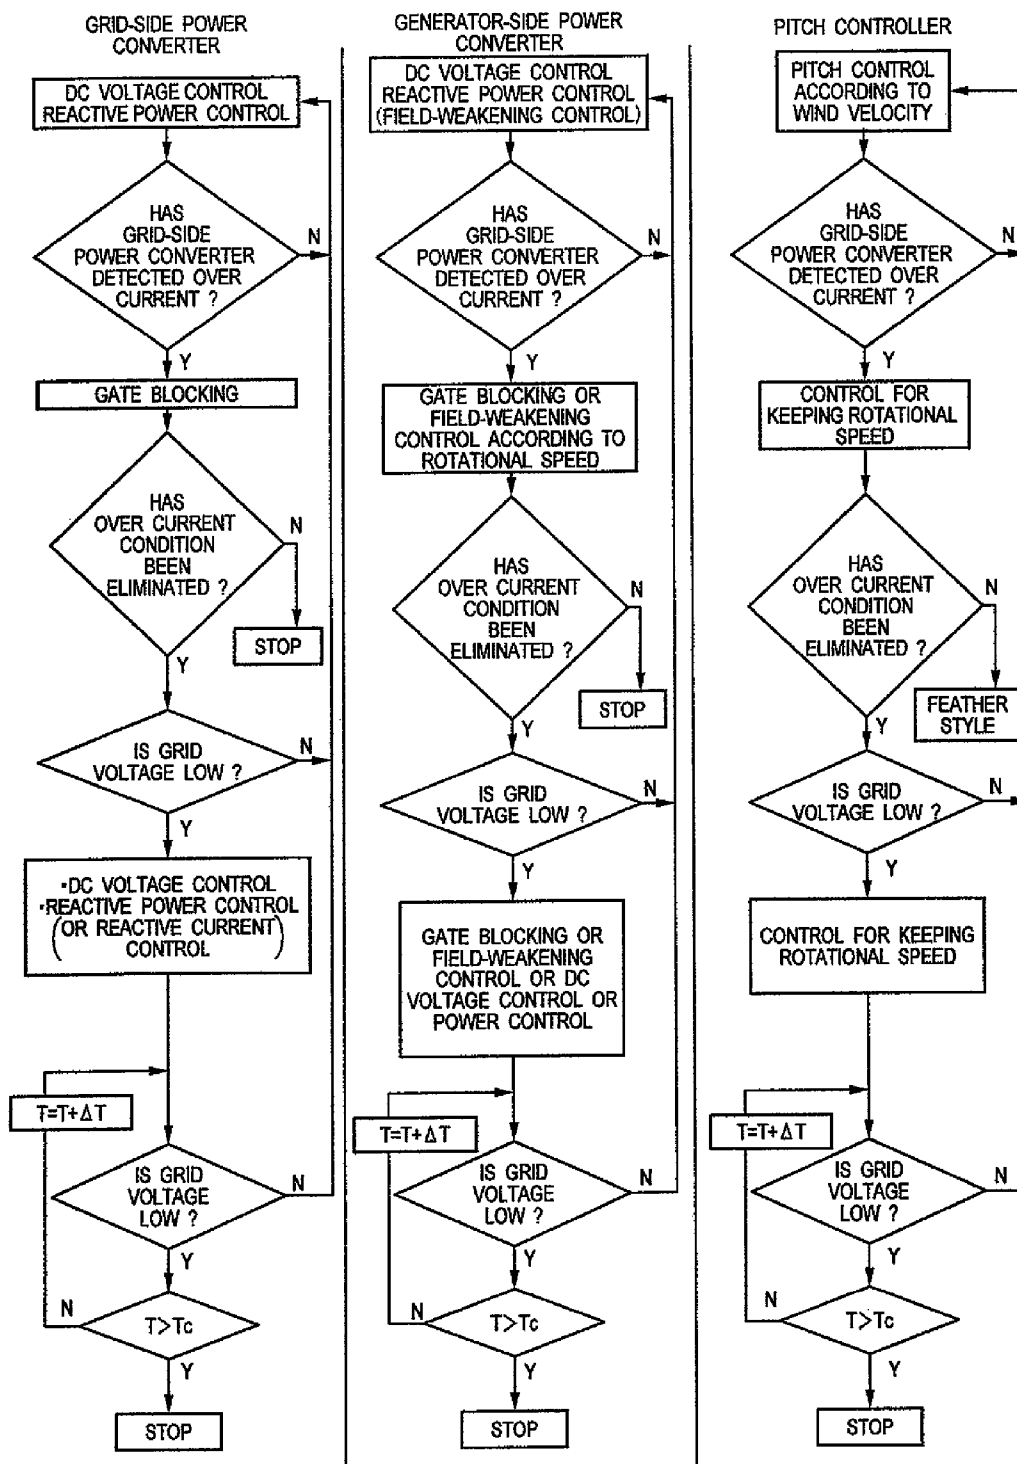 GRID-SIDE POWER
CONVERTER
DC VOLTAGE CONTROL
REACTIVE POWER CONTROL
HAS
GRID-SIDE
POWER CONVERTER
DETECTED OVER
CURRENT ?
N
Y
GATE BLOCKING
HAS
OVER CURRENT
CONDITION
BEEN
ELIMINATED ?
N
STOP
Y
IS GRID
VOLTAGE LOW ?
N
Y
•DC VOLTAGE CONTROL
•REACTIVE POWER CONTROL
(OR REACTIVE CURRENT
CONTROL)
T=T+ΔT
IS GRID
VOLTAGE
LOW ?
N
Y
T>Tc
N
Y
STOP
GENERATOR-SIDE POWER
CONVERTER
DC VOLTAGE CONTROL
REACTIVE POWER CONTROL
(FIELD-WEAKENING CONTROL)
HAS
GRID-SIDE
POWER CONVERTER
DETECTED OVER
CURRENT ?
N
Y
GATE BLOCKING OR
FIELD-WEAKENING
CONTROL ACCORDING TO
ROTATIONAL SPEED
HAS
OVER CURRENT
CONDITION
BEEN
ELIMINATED ?
N
STOP
Y
IS GRID
VOLTAGE LOW ?
N
Y
GATE BLOCKING OR
FIELD-WEAKENING
CONTROL OR DC
VOLTAGE CONTROL OR
POWER CONTROL
T=T+ΔT
IS GRID
VOLTAGE
LOW ?
N
Y
T>Tc
N
Y
STOP
PITCH CONTROLLER
PITCH CONTROL
ACCORDING TO
WIND VELOCITY
HAS
GRID-SIDE
POWER CONVERTER
DETECTED OVER
CURRENT ?
N
Y
CONTROL FOR
KEEPING ROTATIONAL
SPEED
HAS
OVER CURRENT
CONDITION
BEEN
ELIMINATED ?
N
FEATHER
STYLE
Y
IS GRID
VOLTAGE LOW ?
N
Y
CONTROL FOR KEEPING
ROTATIONAL SPEED
T=T+ΔT
IS GRID
VOLTAGE
LOW ?
N
Y
T>Tc
N
Y
STOP